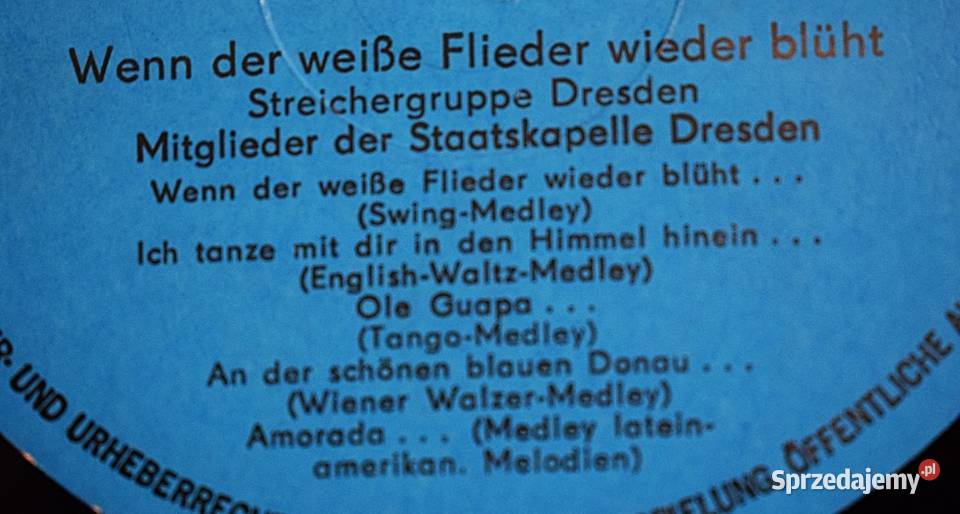 Wenn der weiße Flieder wieder blüht
Streichergruppe Dresden
Mitglieder der Staatskapelle Dresden
Wenn der weiße Flieder wieder blüht . . .
(Swing-Medley)
Ich tanze mit dir in den Himmel hinein . . .
(English-Waltz-Medley)
Ole Guapa . . .
(Tango-Medley)
An der schönen blauen Donau . . .
(Wiener Walzer-Medley)
Amorada . . . (Medley latein-
amerikan. Melodien)
UND
ÖFFENTLICHE
Sprzedajemy.pl